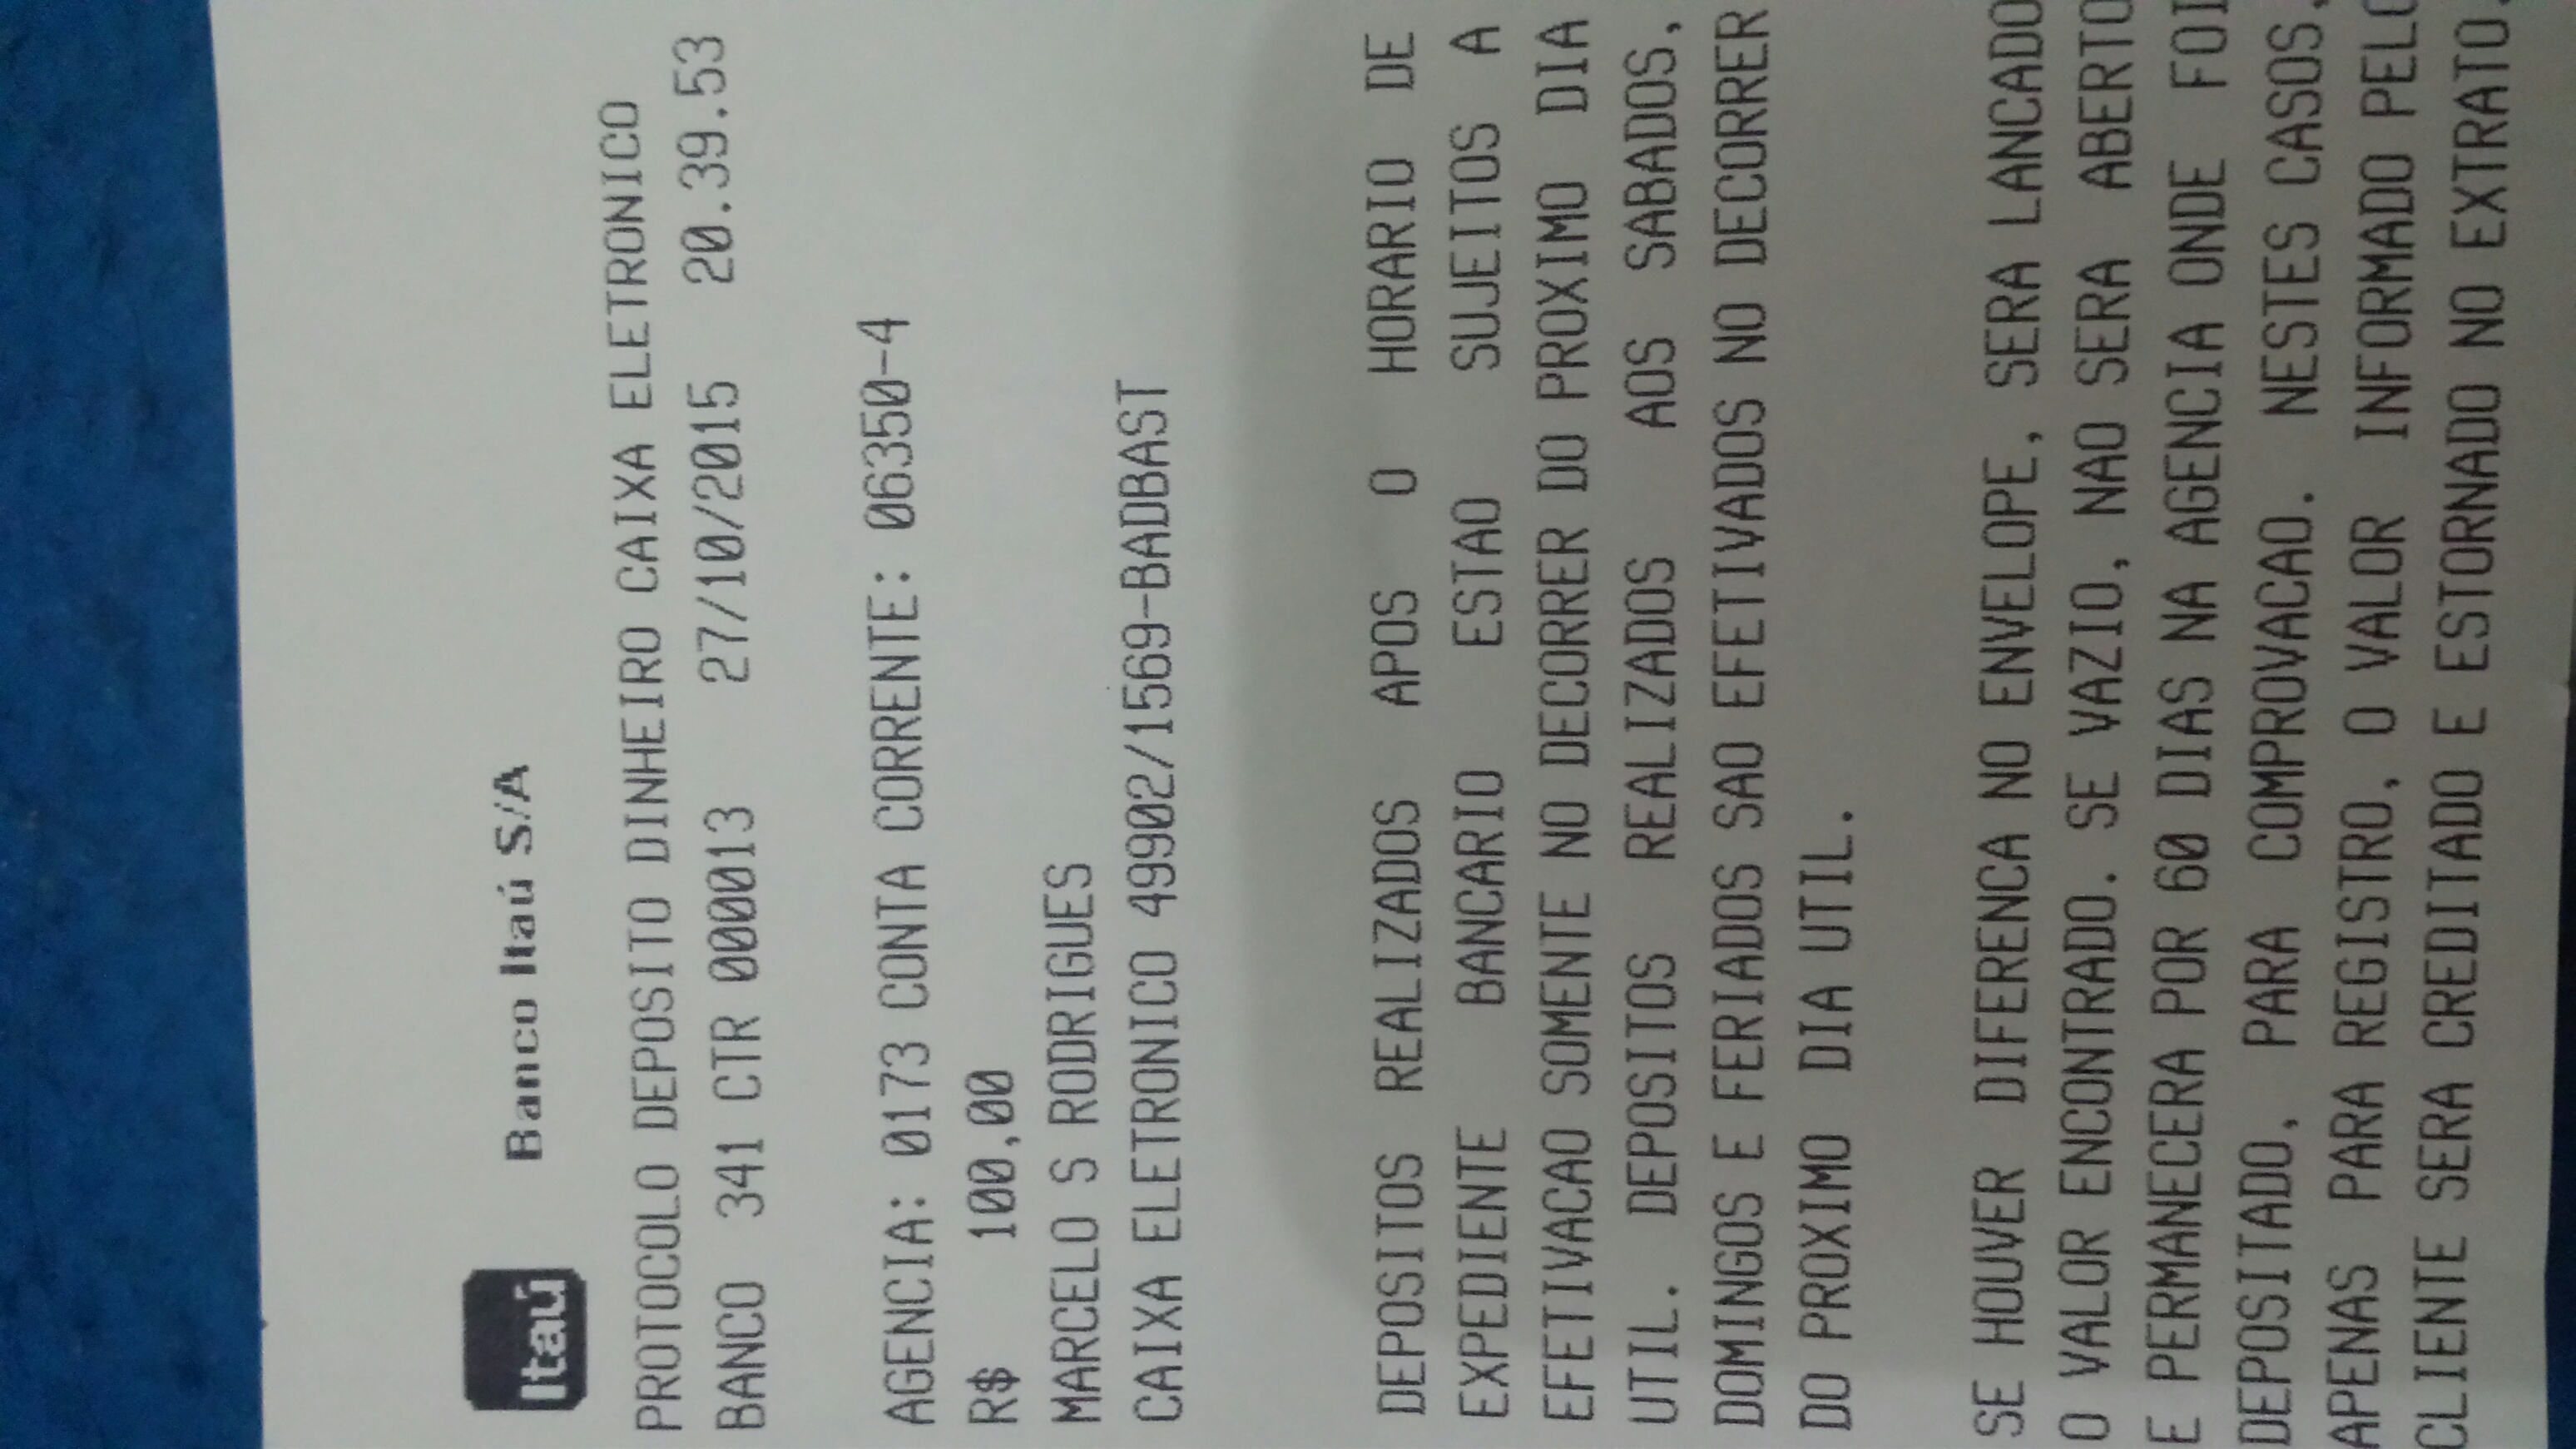 Itaú Banco Itaú S/A
PROTOCOLO DEPOSITO DINHEIRO CAIXA ELETRONICO
BANCO 341 CTR 000013 27/10/2015 20.39.53
AGENCIA: 0173 CONTA CORRENTE: 06350-4
R$ 100,00
MARCELO S RODRIGUES
CAIXA ELETRONICO 49902/1569-BADBAST
DEPOSITOS REALIZADOS APOS O HORARIO DE
EXPEDIENTE BANCARIO ESTAO SUJEITOS A
EFETIVACAO SOMENTE NO DECORRER DO PROXIMO DIA
UTIL. DEPOSITOS REALIZADOS AOS SABADOS,
DOMINGOS E FERIADOS SAO EFETIVADOS NO DECORRER
DO PROXIMO DIA UTIL.
SE HOUVER DIFERENCA NO ENVELOPE, SERA LANCADO
O VALOR ENCONTRADO. SE VAZIO, NAO SERA ABERTO
E PERMANECERA POR 60 DIAS NA AGENCIA ONDE FOI
DEPOSITADO, PARA COMPROVACAO. NESTES CASOS,
APENAS PARA REGISTRO, O VALOR INFORMADO PELO
CLIENTE SERA CREDITADO E ESTORNADO NO EXTRATO.